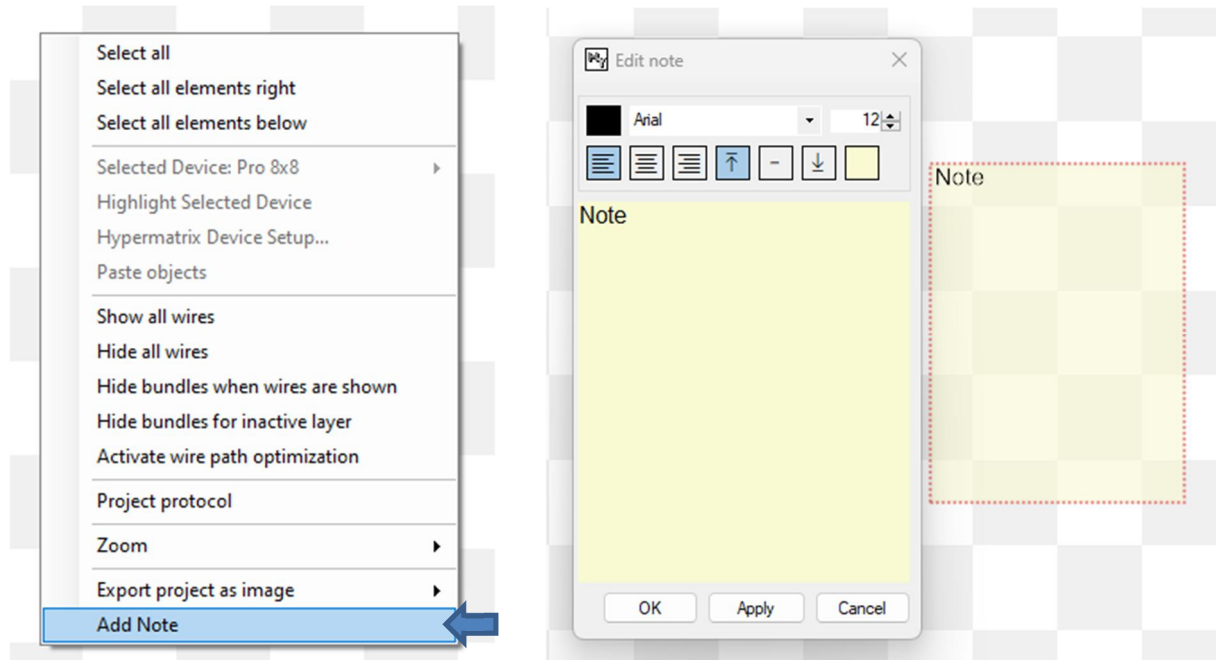 Select all
Select all elements right
Select all elements below
Selected Device: Pro 8x8
Highlight Selected Device
Hypermatrix Device Setup...
Paste objects
Show all wires
Hide all wires
Hide bundles when wires are shown
Hide bundles for inactive layer
Activate wire path optimization
Project protocol
Zoom
Export project as image
Add Note
Edit note
Arial
12
Note
OK
Apply
Cancel
Note